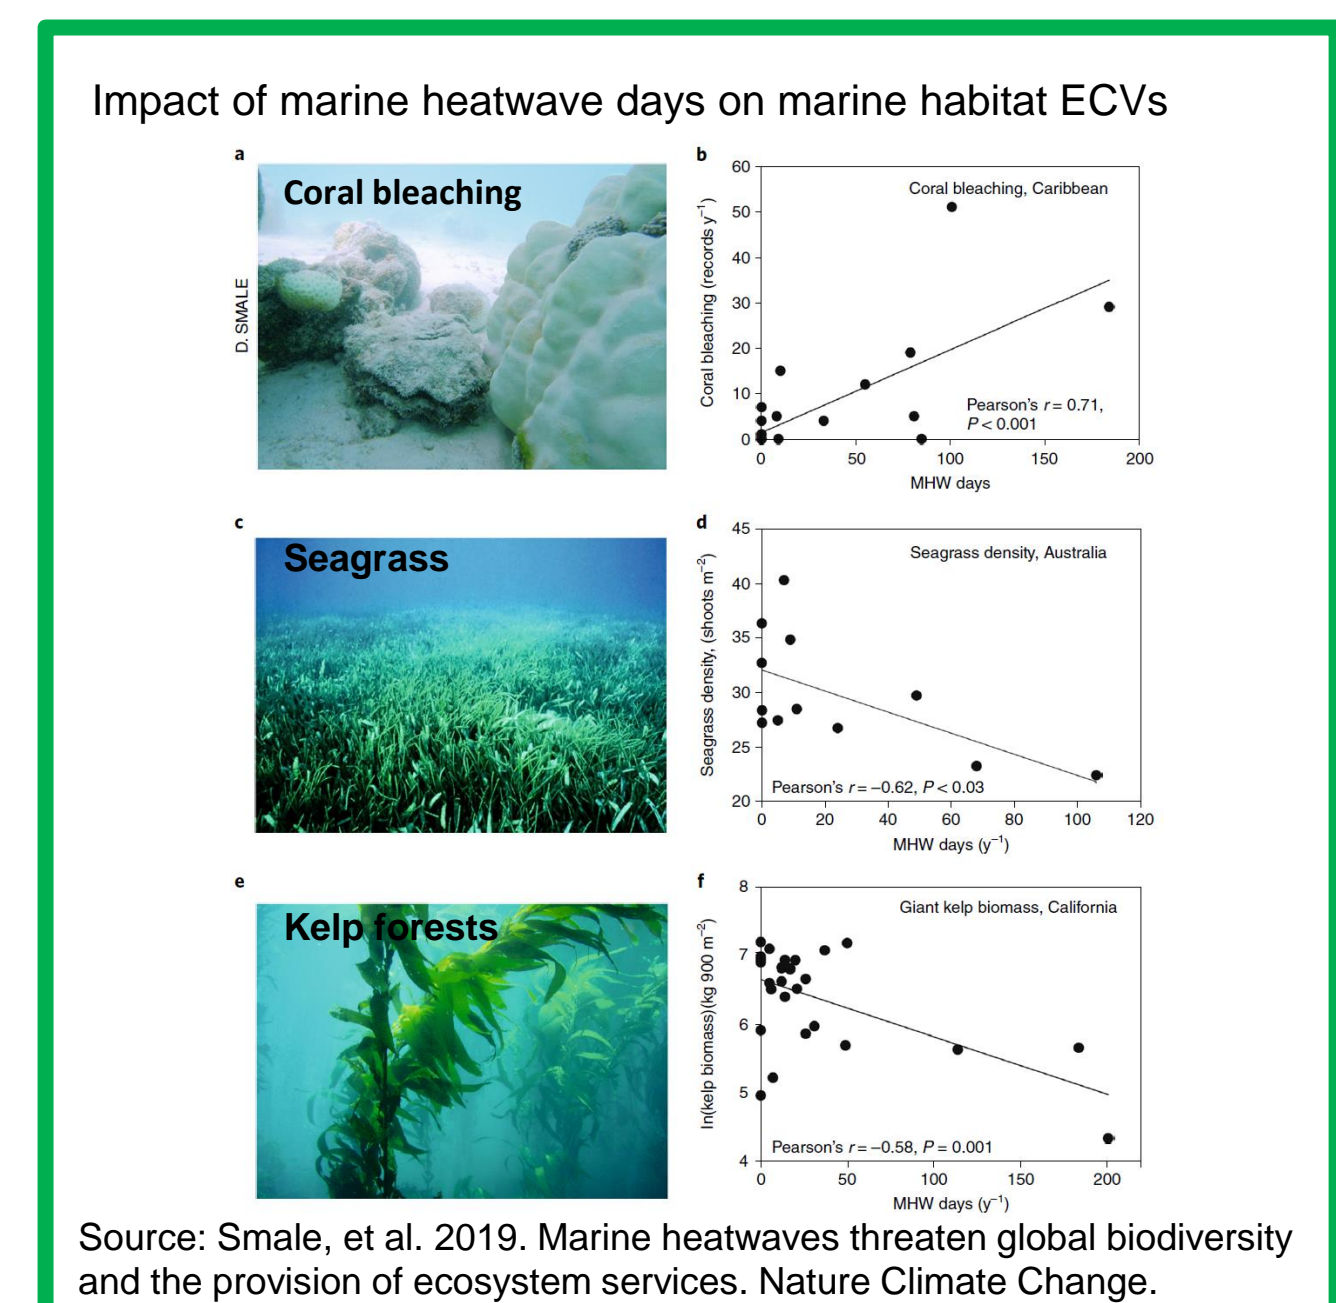 Impact of marine heatwave days on marine habitat ECVs
a
Coral bleaching
D. SMALE
b
Coral bleaching, Caribbean
Coral bleaching (records y⁻¹)
60
50
40
30
20
10
0
Pearson's r = 0.71,
P < 0.001
0 50 100 150 200
MHW days
c
Seagrass
d
Seagrass density, Australia
Seagrass density, (shoots m⁻²)
45
40
35
30
25
20
Pearson's r = –0.62, P < 0.03
0 20 40 60 80 100 120
MHW days (y⁻¹)
e
Kelp forests
f
Giant kelp biomass, California
ln(kelp biomass)(kg 900 m⁻²)
8
7
6
5
4
Pearson's r = –0.58, P = 0.001
0 50 100 150 200
MHW days (y⁻¹)
Source: Smale, et al. 2019. Marine heatwaves threaten global biodiversity
and the provision of ecosystem services. Nature Climate Change.